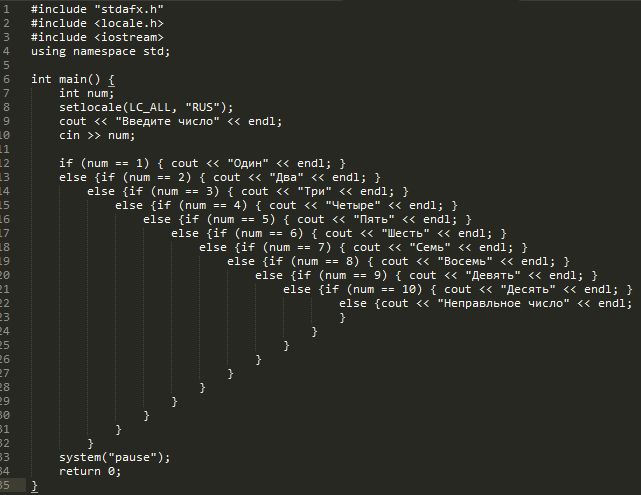 1 #include "stdafx.h"
2 #include <locale.h>
3 #include <iostream>
4 using namespace std;
5
6 int main() {
7 int num;
8 setlocale(LC_ALL, "RUS");
9 cout << "Введите число" << endl;
10 cin >> num;
11
12 if (num == 1) { cout << "Один" << endl; }
13 else {if (num == 2) { cout << "Два" << endl; }
14 else {if (num == 3) { cout << "Три" << endl; }
15 else {if (num == 4) { cout << "Четыре" << endl; }
16 else {if (num == 5) { cout << "Пять" << endl; }
17 else {if (num == 6) { cout << "Шесть" << endl; }
18 else {if (num == 7) { cout << "Семь" << endl; }
19 else {if (num == 8) { cout << "Восемь" << endl; }
20 else {if (num == 9) { cout << "Девять" << endl; }
21 else {if (num == 10) { cout << "Десять" << endl; }
22 else {cout << "Неправльное число" << endl;
23 }
24 }
25 }
26 }
27 }
28 }
29 }
30 }
31 }
32 }
33 system("pause");
34 return 0;
35 }